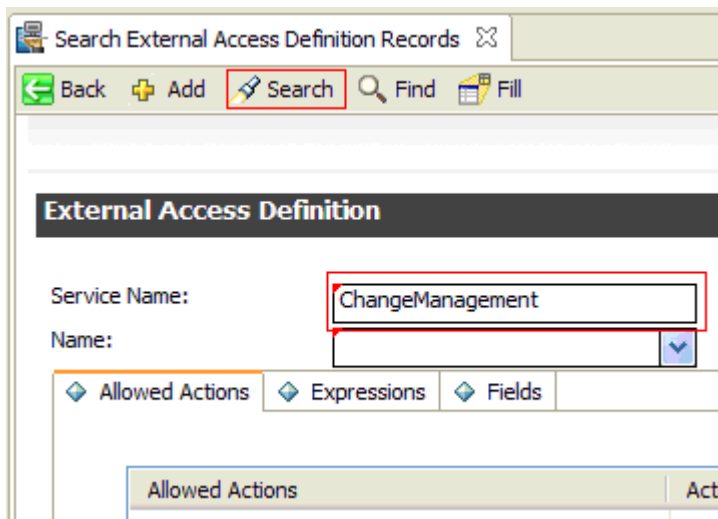 Search External Access Definition Records
Back Add Search Find Fill
External Access Definition
Service Name: ChangeManagement
Name:
Allowed Actions Expressions Fields
Allowed Actions Act